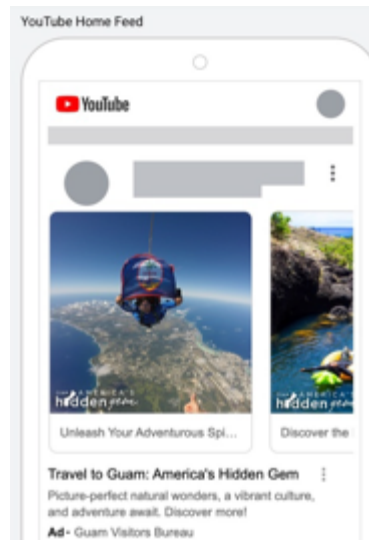 YouTube Home Feed
YouTube
AMERICA'S
hidden gem
AMERICA'S
hidden gem
Unleash Your Adventurous Spi...
Discover the
Travel to Guam: America's Hidden Gem
Picture-perfect natural wonders, a vibrant culture,
and adventure await. Discover more!
Ad • Guam Visitors Bureau